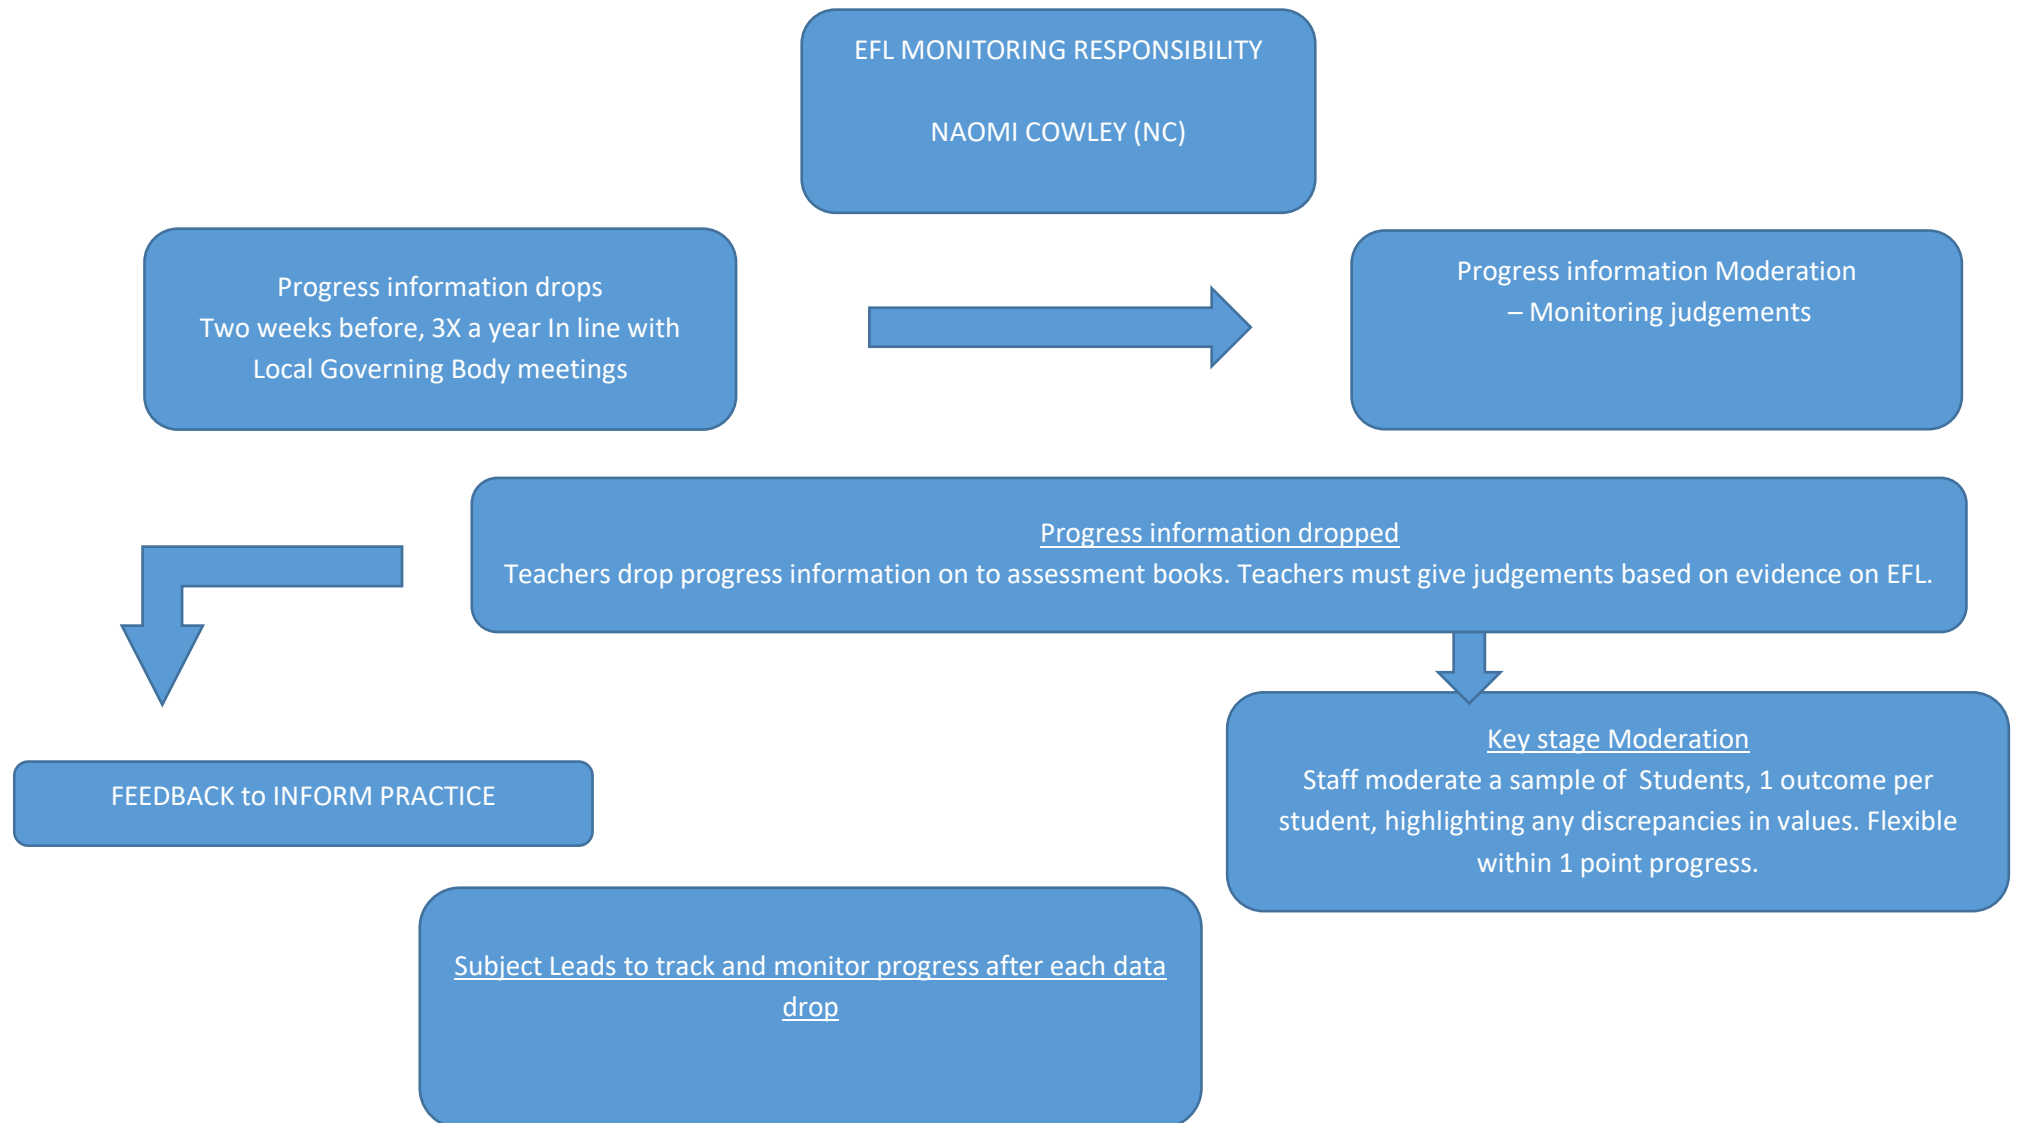 EFL MONITORING RESPONSIBILITY
NAOMI COWLEY (NC)
Progress information drops
Two weeks before, 3X a year In line with
Local Governing Body meetings
Progress information Moderation
– Monitoring judgements
Progress information dropped
Teachers drop progress information on to assessment books. Teachers must give judgements based on evidence on EFL.
FEEDBACK to INFORM PRACTICE
Key stage Moderation
Staff moderate a sample of  Students, 1 outcome per
student, highlighting any discrepancies in values. Flexible
within 1 point progress.
Subject Leads to track and monitor progress after each data
drop